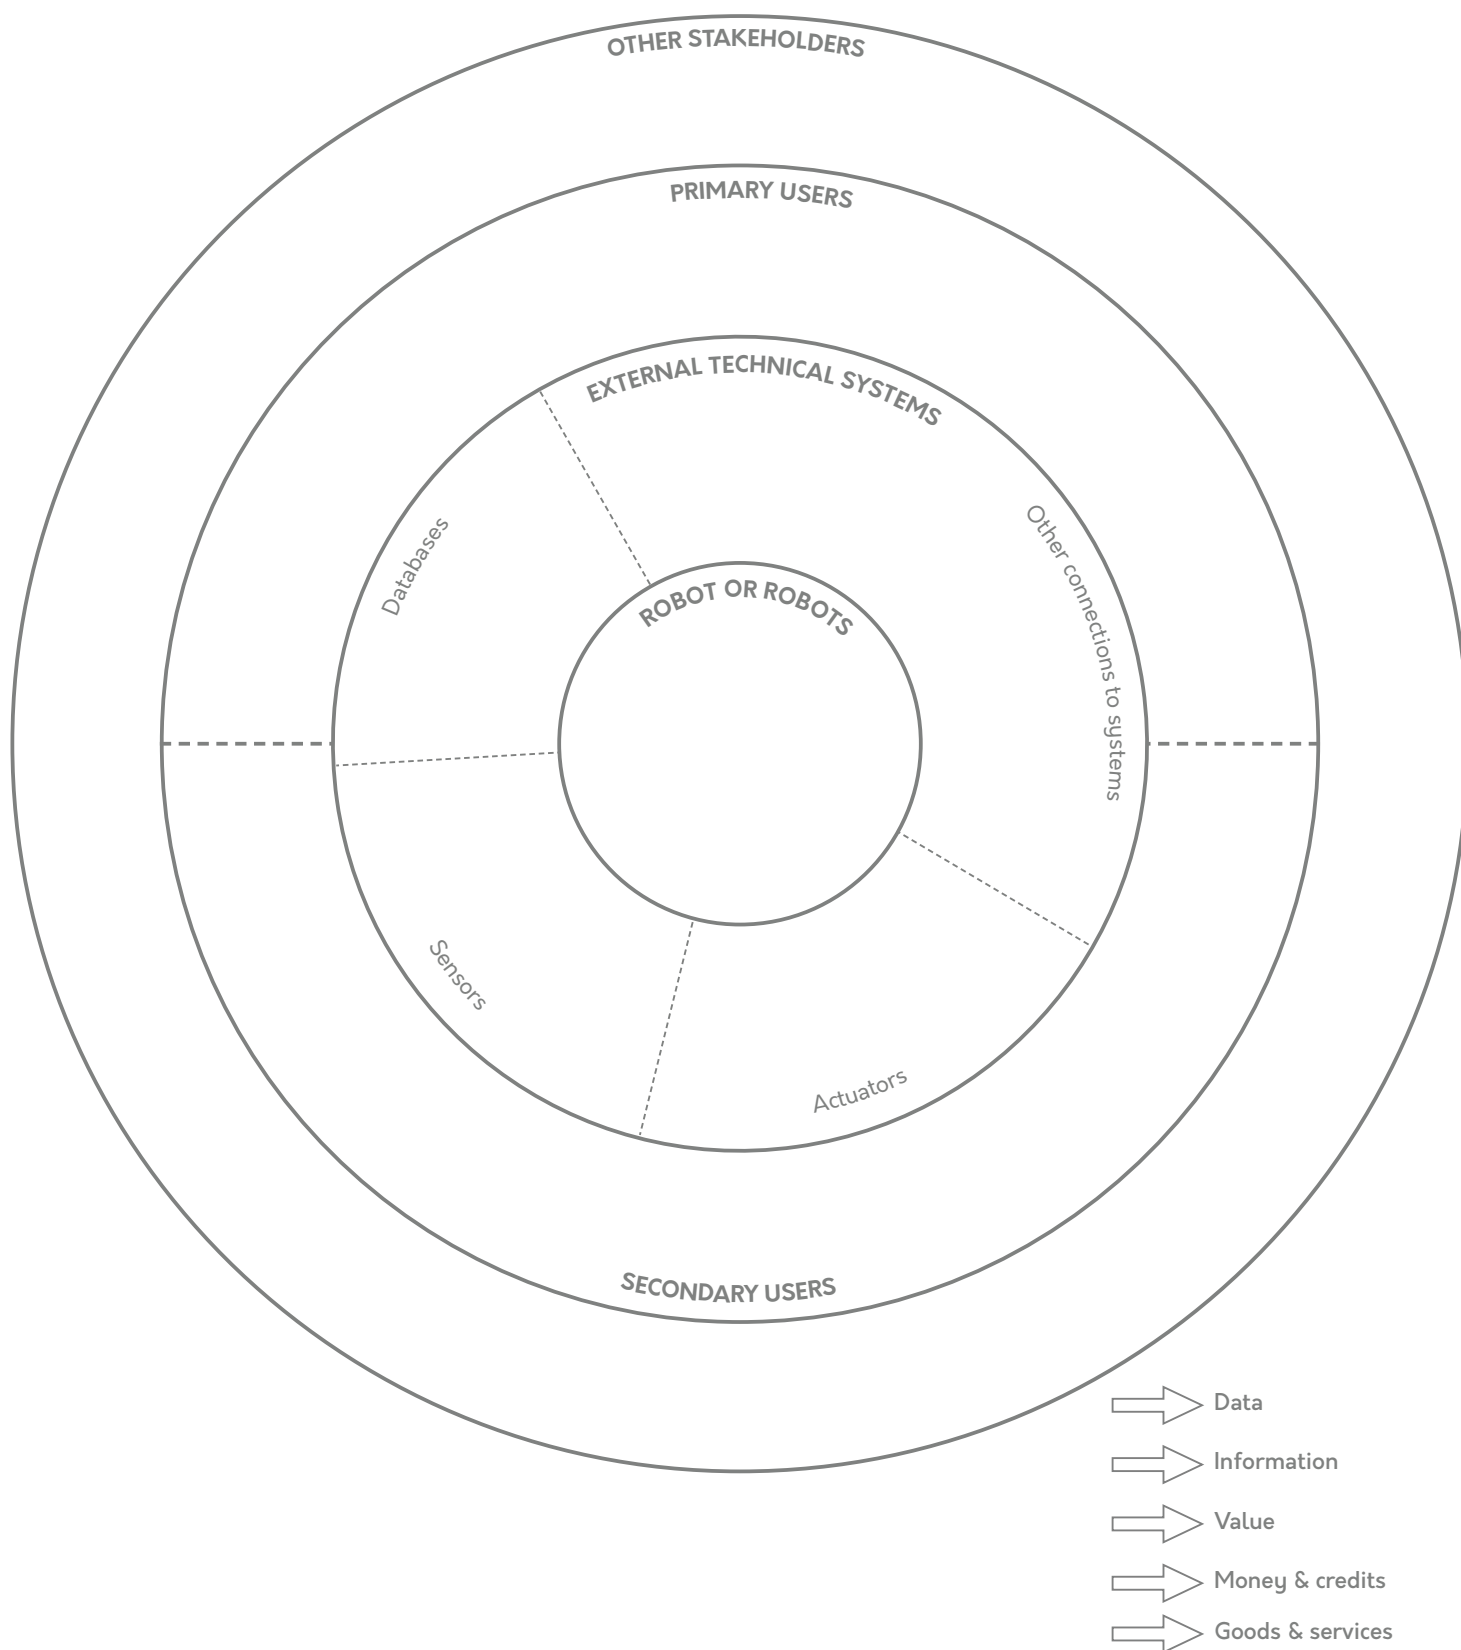 OTHER STAKEHOLDERS
PRIMARY USERS
EXTERNAL TECHNICAL SYSTEMS
Other connections to systems
Databases
ROBOT OR ROBOTS
Sensors
Actuators
SECONDARY USERS
Data
Information
Value
Money & credits
Goods & services